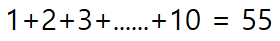 1+2+3+......+10 = 55